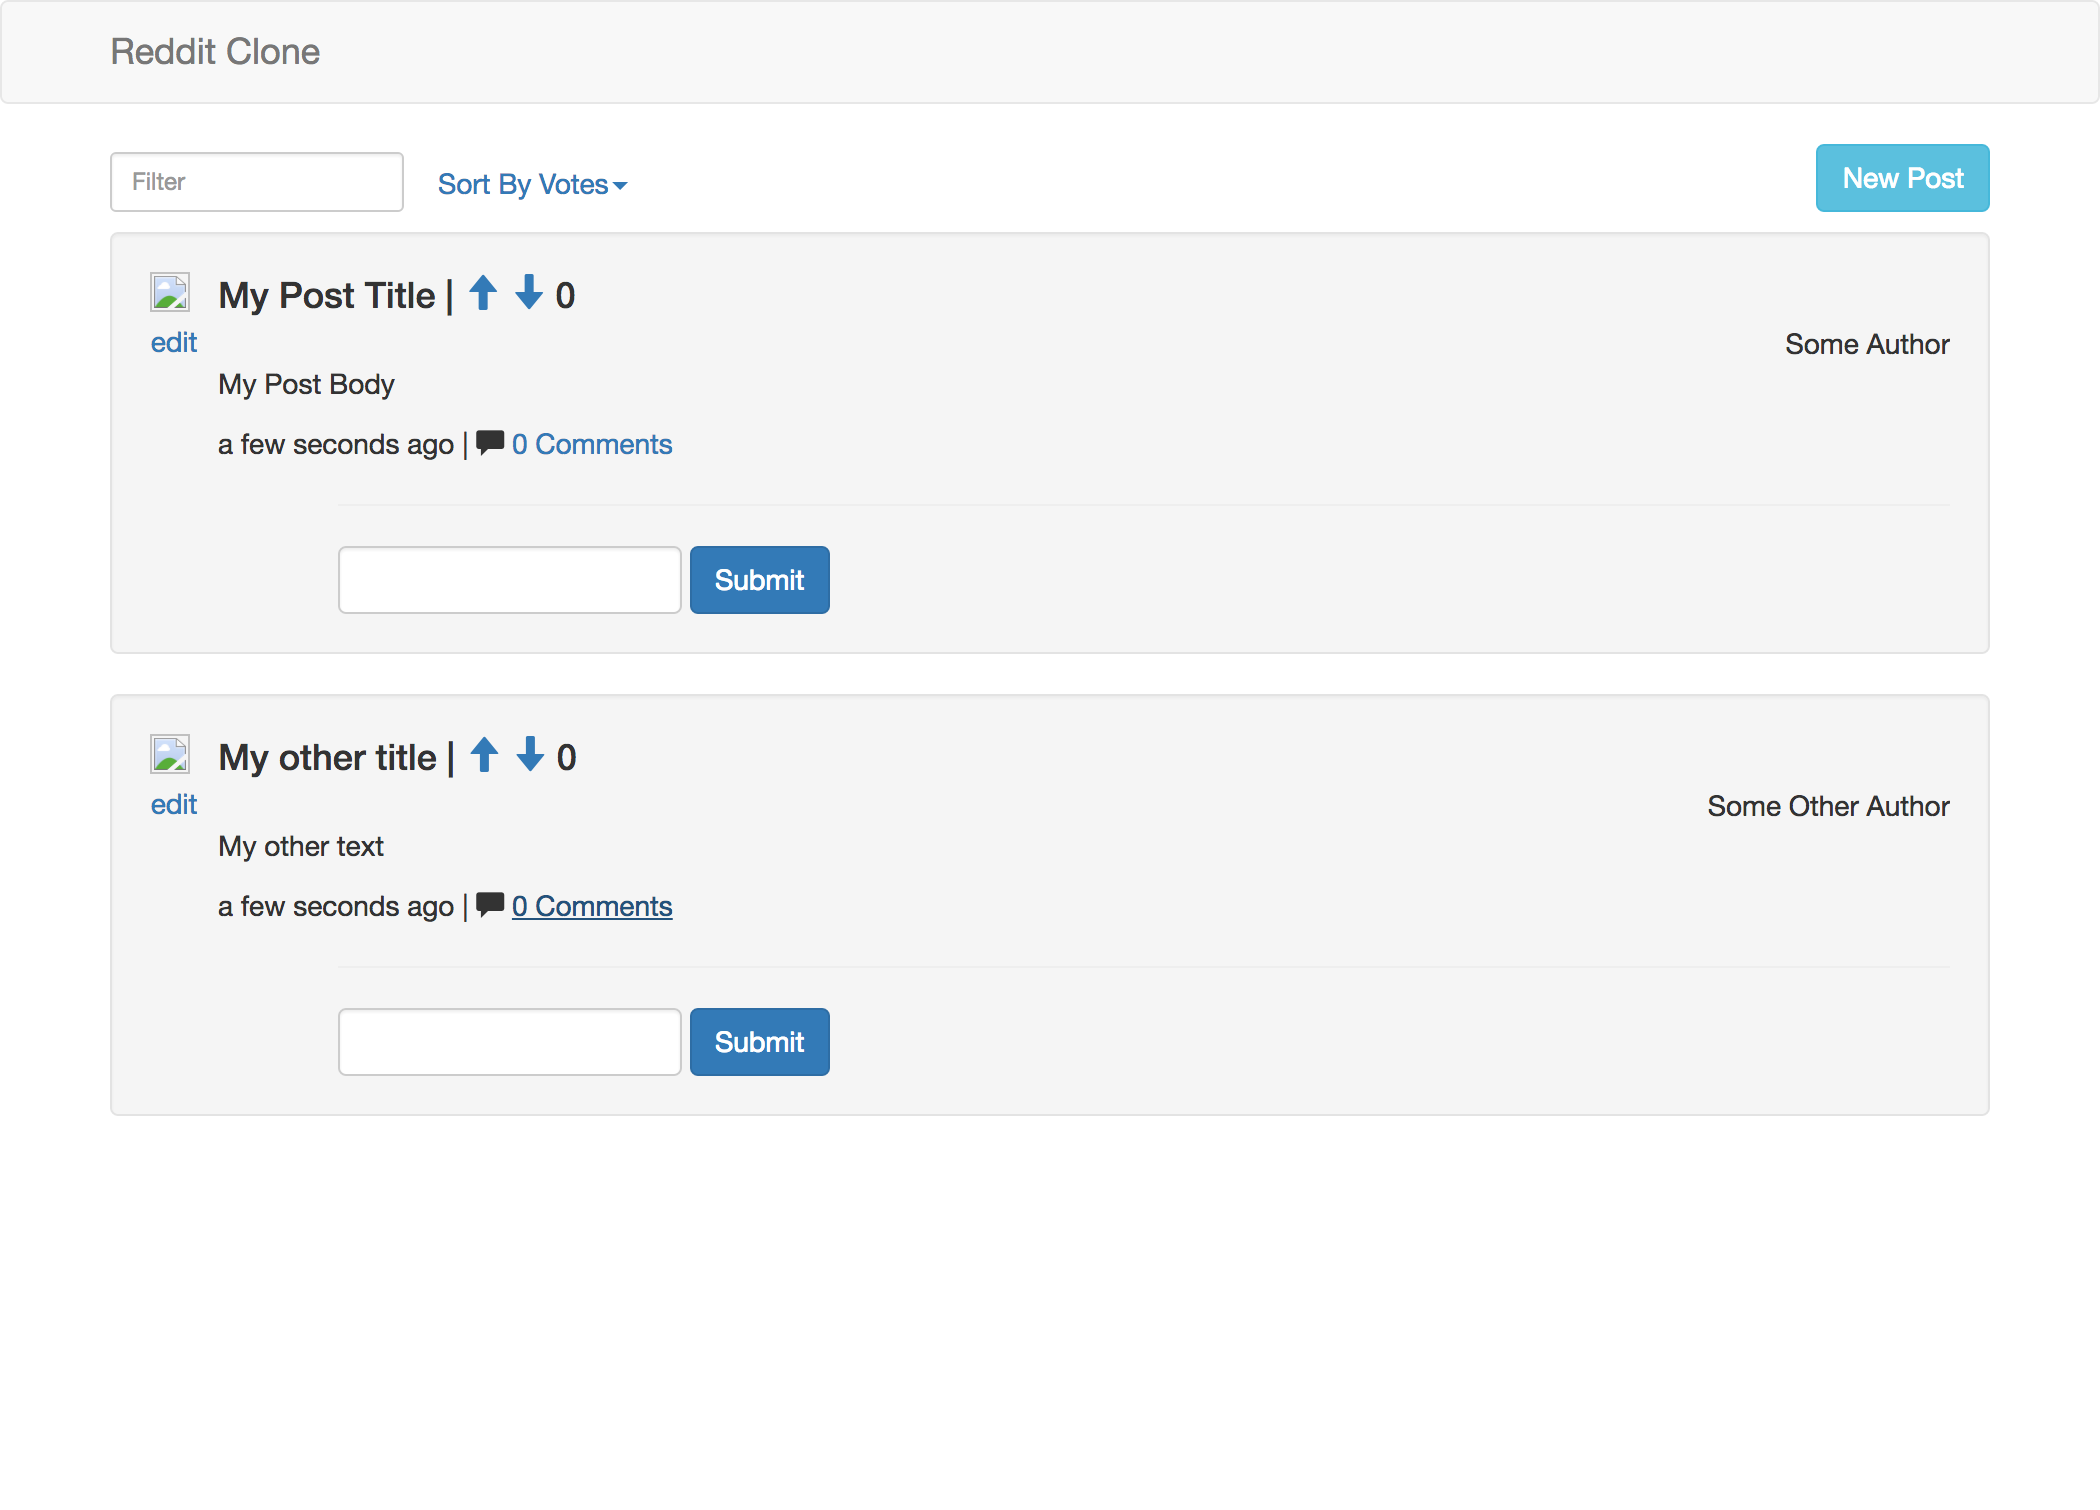 Reddit Clone
Filter
Sort By Votes
New Post
My Post Title | 0
edit
Some Author
My Post Body
a few seconds ago | 0 Comments
Submit
My other title | 0
edit
Some Other Author
My other text
a few seconds ago | 0 Comments
Submit